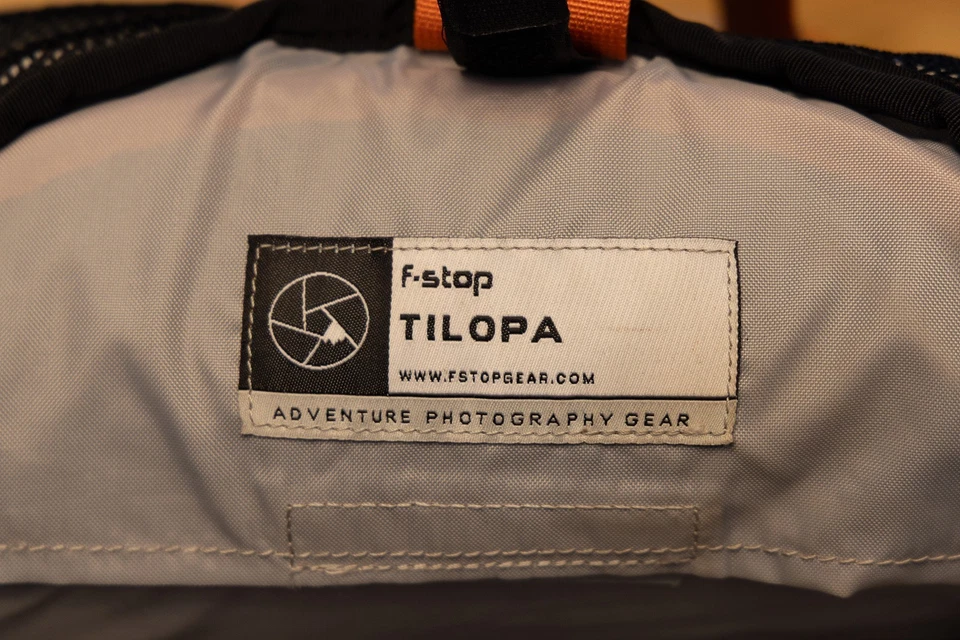 f-stop
TILOPA
WWW.FSTOPGEAR.COM
ADVENTURE PHOTOGRAPHY GEAR